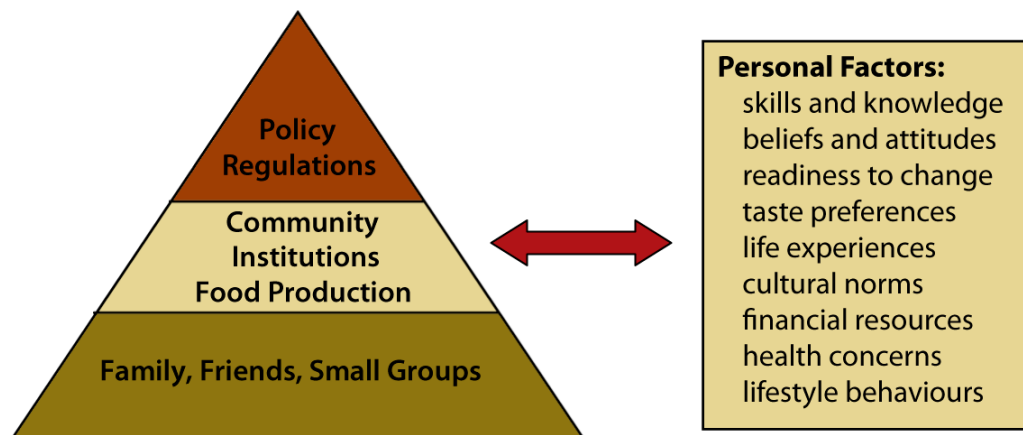 Policy
Regulations
Community
Institutions
Food Production
Family, Friends, Small Groups
Personal Factors:
skills and knowledge
beliefs and attitudes
readiness to change
taste preferences
life experiences
cultural norms
financial resources
health concerns
lifestyle behaviours